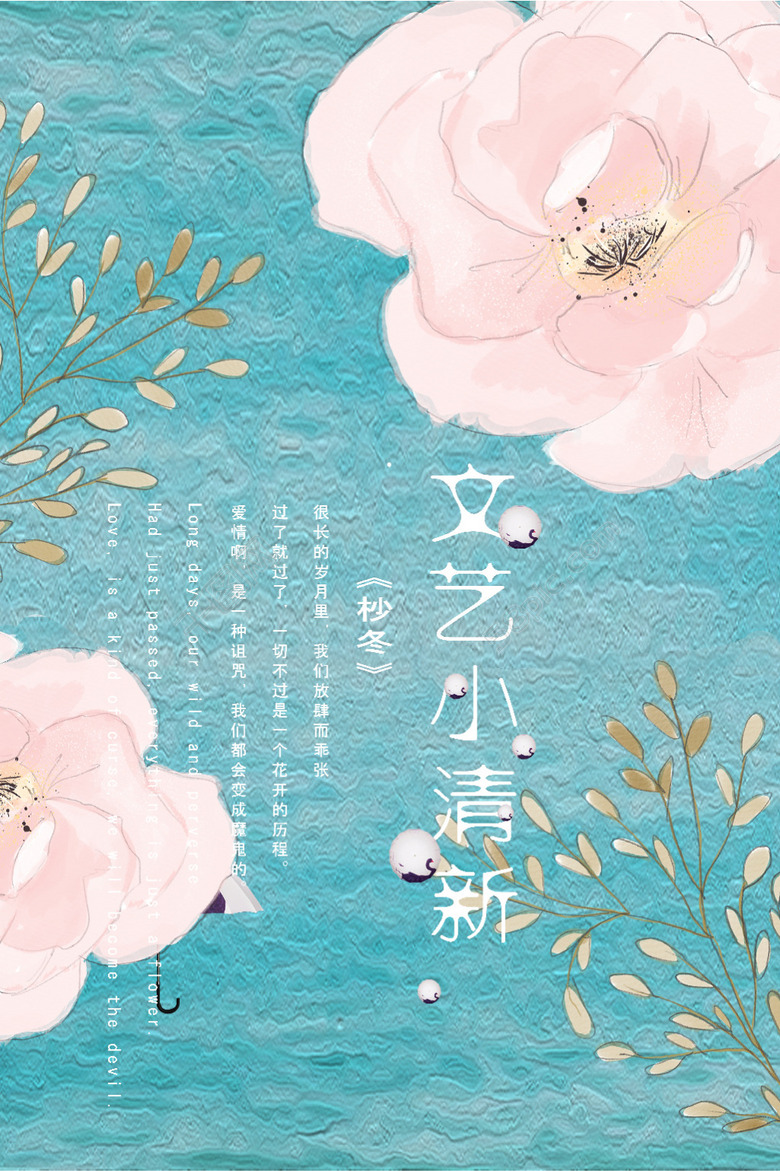 文艺小清新
《杪冬》
很长的岁月里 我们放肆而乖张
过了就过了, 一切不过是一个花开的历程。
爱情啊 是一种诅咒, 我们都会变成魔鬼的。
Long days, our wild and perverse
Had just passed, everything is just a flower
Love, is a kind of curse we will become the devil.